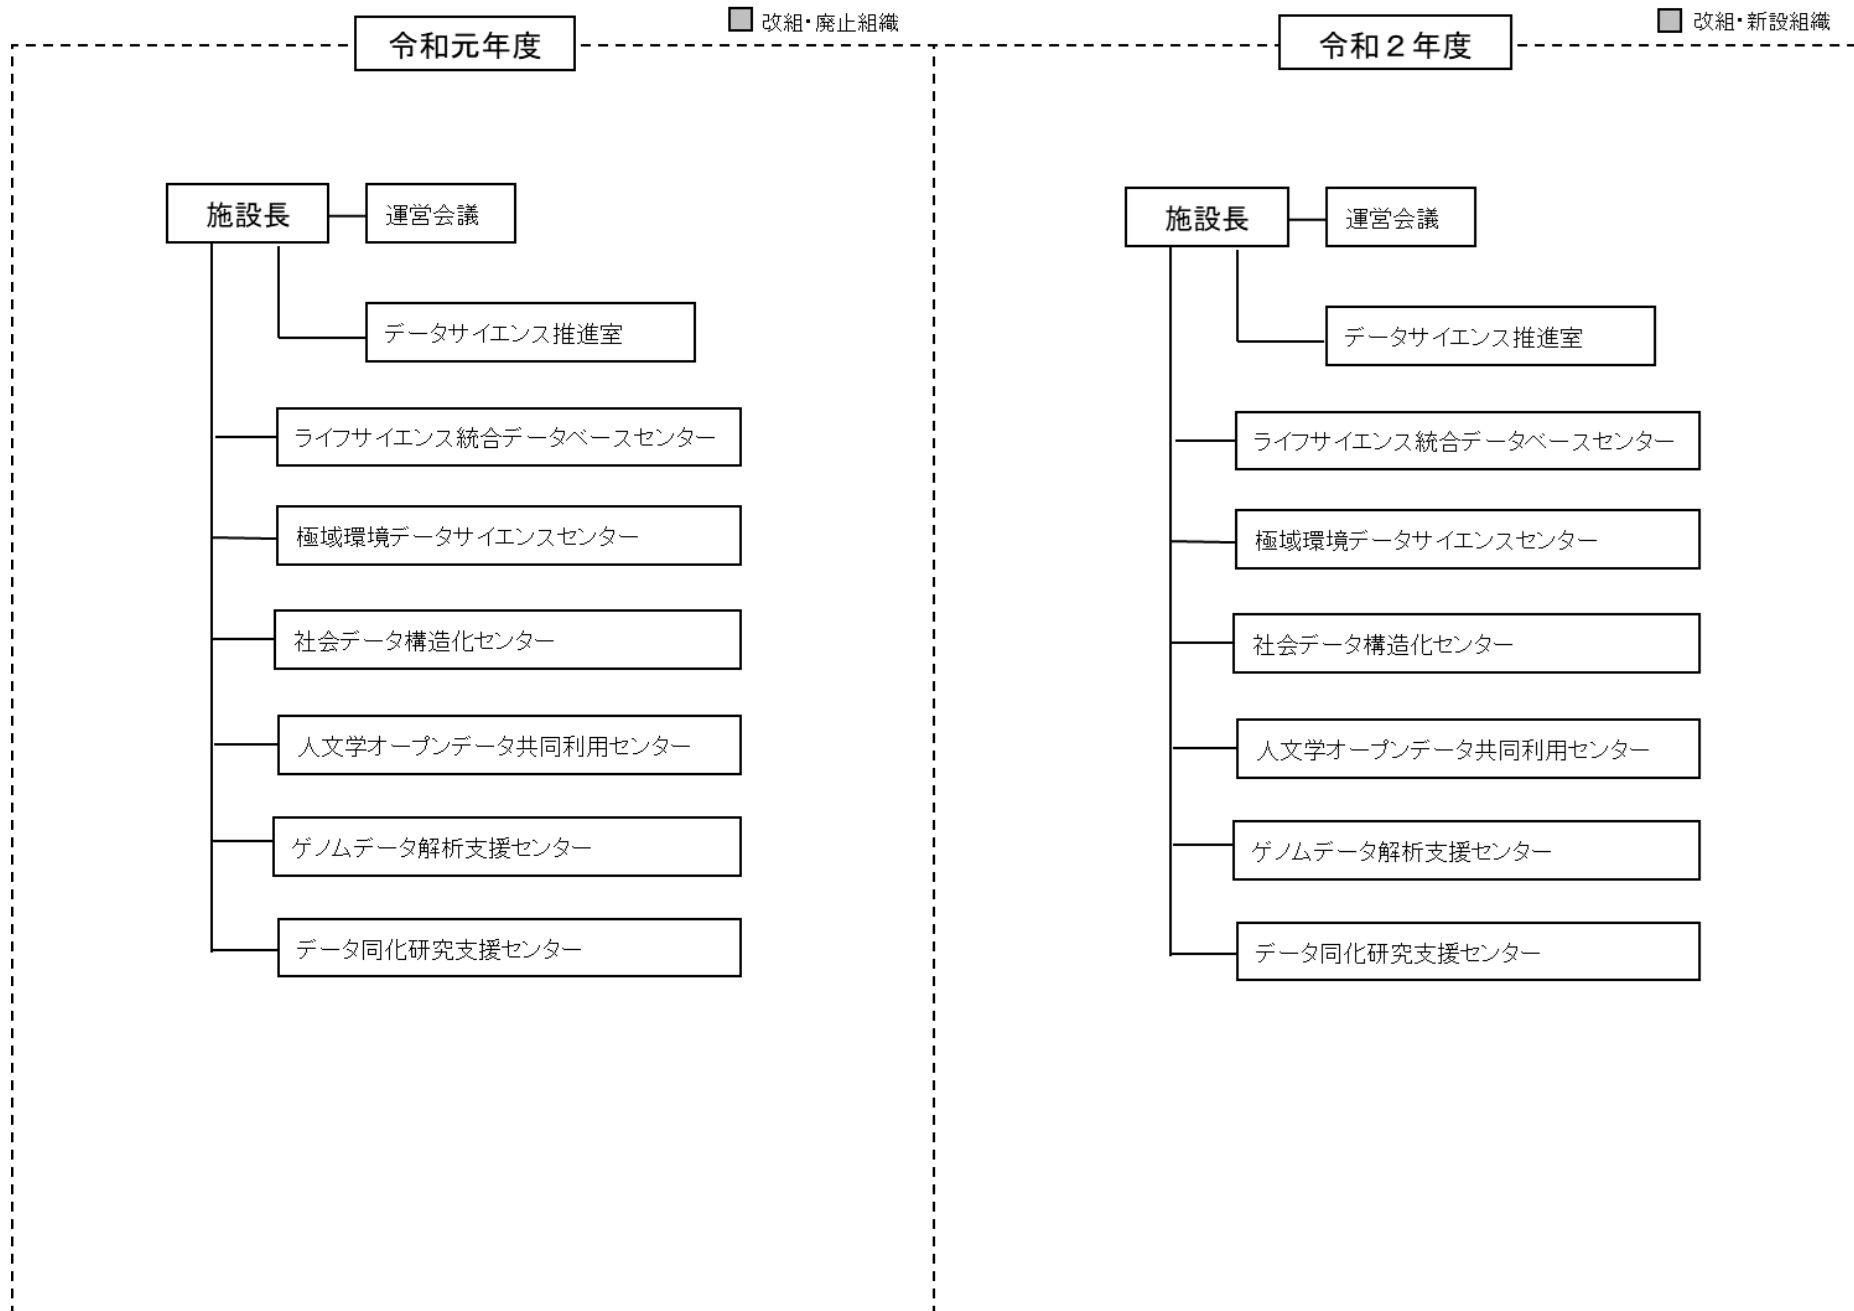 令和元年度
改組・廃止組織
施設長
運営会議
データサイエンス推進室
ライフサイエンス統合データベースセンター
極域環境データサイエンスセンター
社会データ構造化センター
人文学オープンデータ共同利用センター
ゲノムデータ解析支援センター
データ同化研究支援センター
令和２年度
改組・新設組織
施設長
運営会議
データサイエンス推進室
ライフサイエンス統合データベースセンター
極域環境データサイエンスセンター
社会データ構造化センター
人文学オープンデータ共同利用センター
ゲノムデータ解析支援センター
データ同化研究支援センター